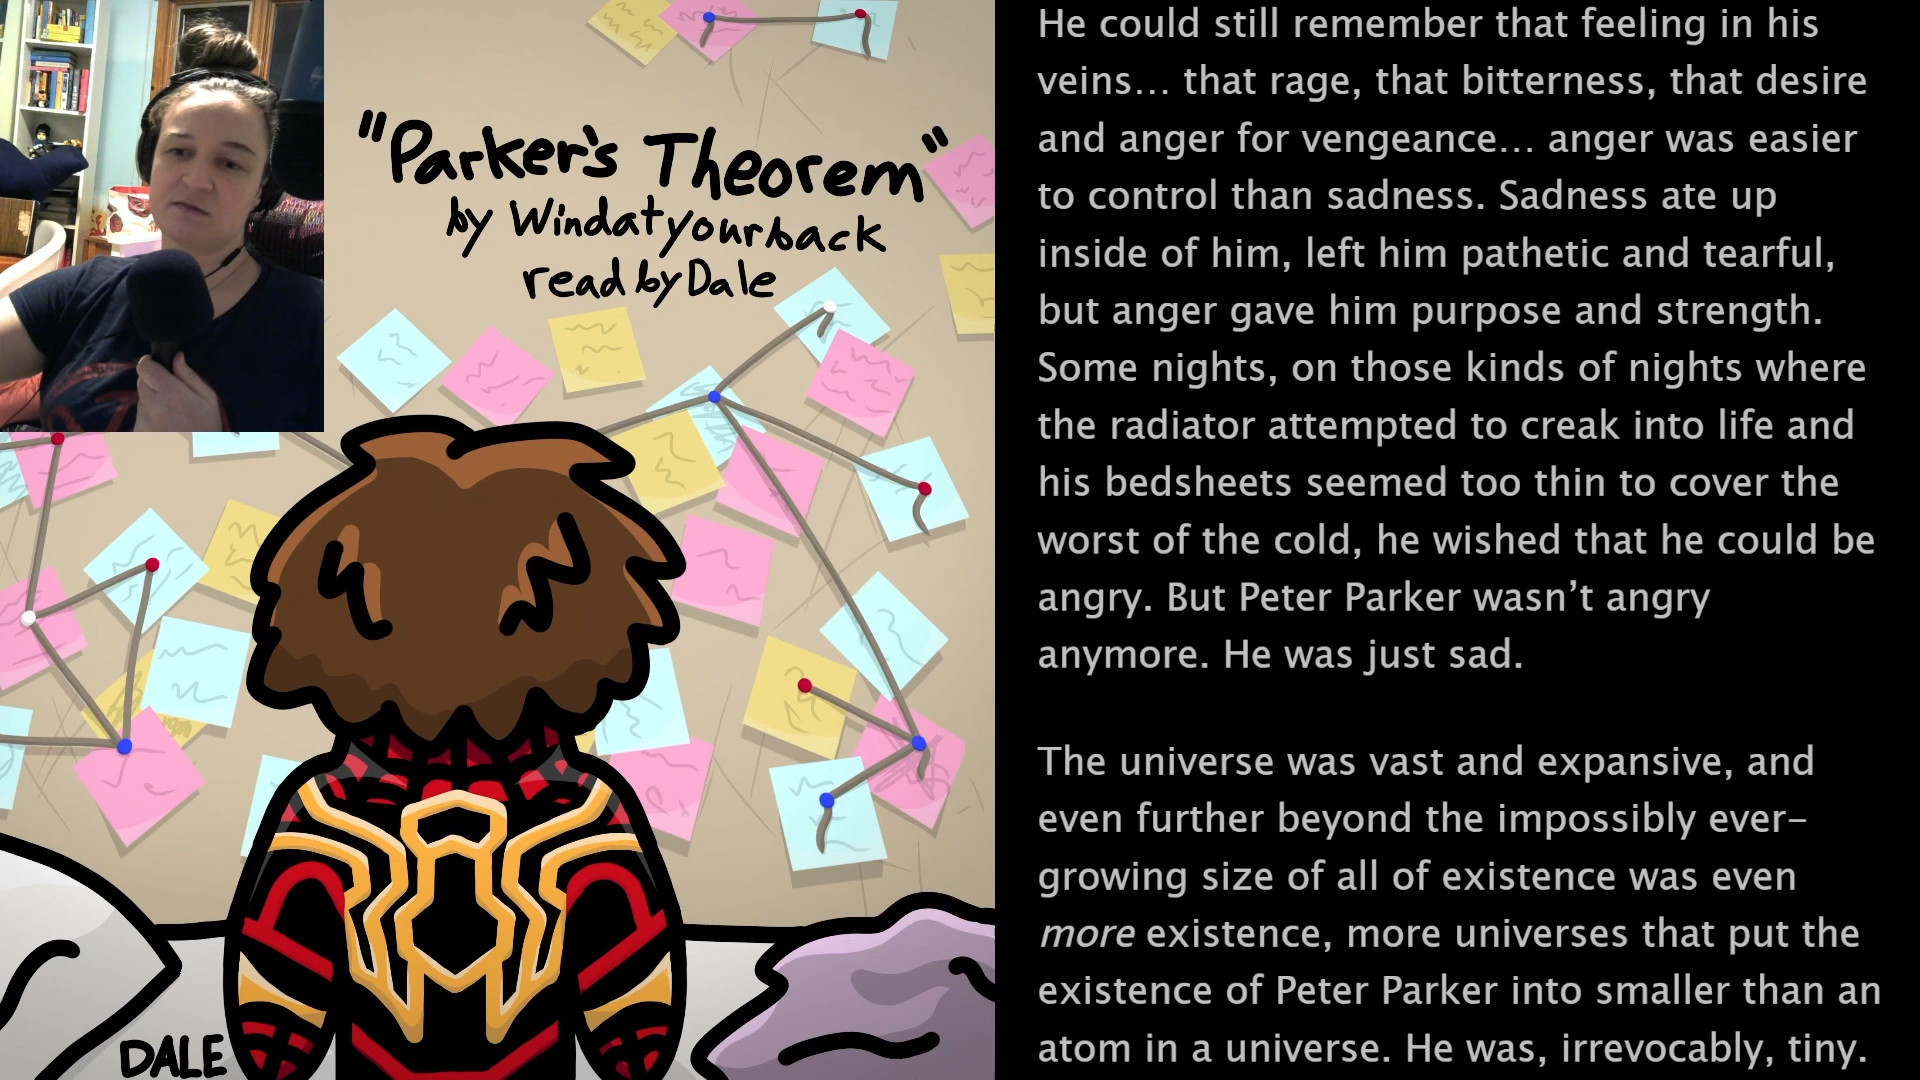 "Parker's Theorem"
by Windatyourback
read by Dale
DALE
He could still remember that feeling in his
veins… that rage, that bitterness, that desire
and anger for vengeance… anger was easier
to control than sadness. Sadness ate up
inside of him, left him pathetic and tearful,
but anger gave him purpose and strength.
Some nights, on those kinds of nights where
the radiator attempted to creak into life and
his bedsheets seemed too thin to cover the
worst of the cold, he wished that he could be
angry. But Peter Parker wasn’t angry
anymore. He was just sad.
The universe was vast and expansive, and
even further beyond the impossibly ever-
growing size of all of existence was even
more existence, more universes that put the
existence of Peter Parker into smaller than an
atom in a universe. He was, irrevocably, tiny.